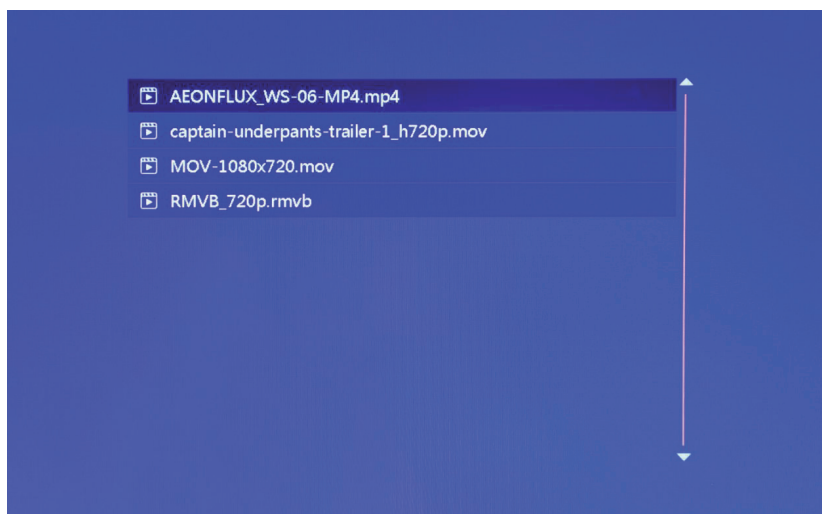 AEONFLUX_WS-06-MP4.mp4
captain-underpants-trailer-1_h720p.mov
MOV-1080x720.mov
RMVB_720p.rmvb